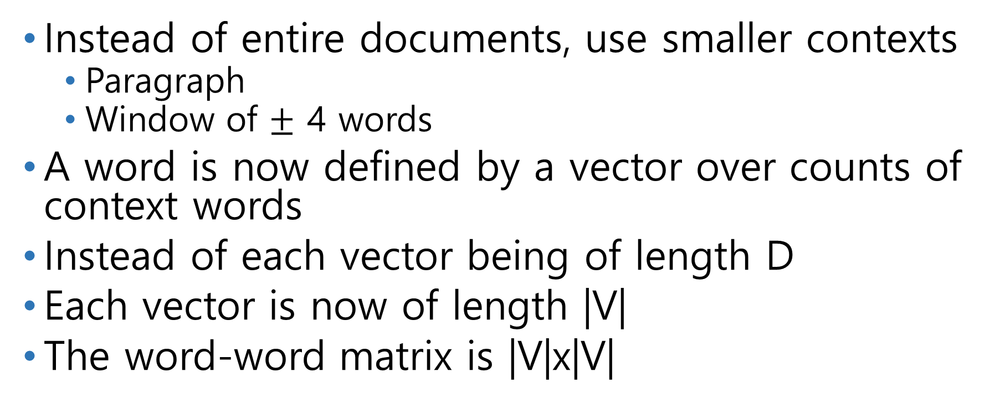 • Instead of entire documents, use smaller contexts
• Paragraph
• Window of ± 4 words
• A word is now defined by a vector over counts of
context words
• Instead of each vector being of length D
• Each vector is now of length |V|
• The word-word matrix is |V|x|V|